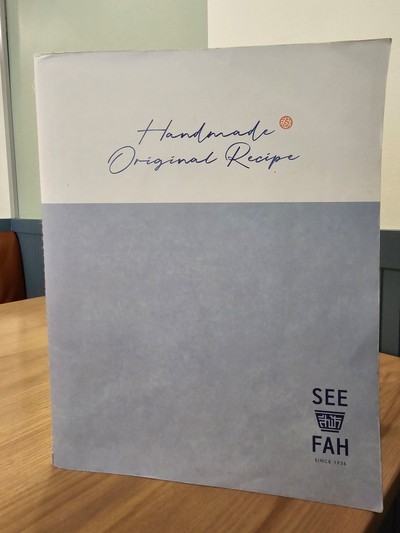 Handmade
Original Recipe
SEE
FAH
SINCE 1936